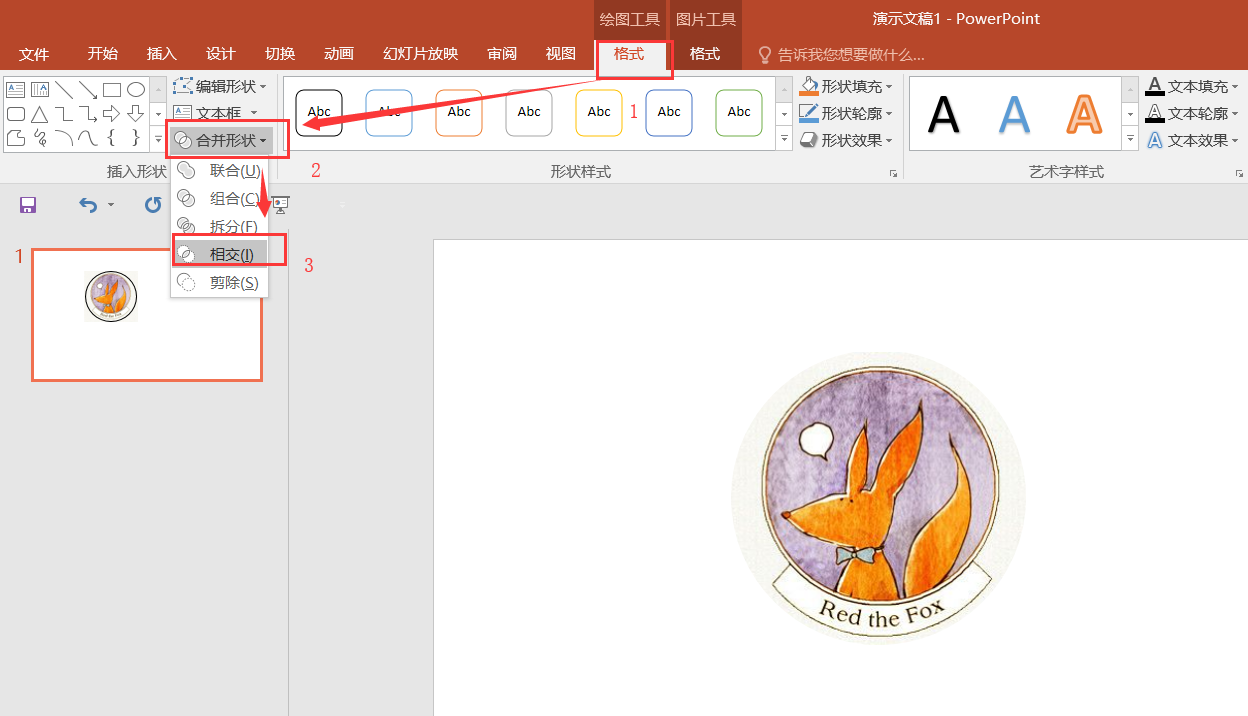 绘图工具 图片工具 演示文稿1 - PowerPoint
文件 开始 插入 设计 切换 动画 幻灯片放映 审阅 视图 格式 格式 告诉我您想要做什么...
编辑形状 形状填充 文本填充
文本框 Abc Abc Abc Abc Abc 1 Abc Abc A A A 形状轮廓 文本轮廓
合并形状 形状效果 文本效果
插入形状 2 形状样式 艺术字样式
联合(U)
组合(C)
拆分(F)
相交(I) 3
剪除(S)
1
Red the Fox